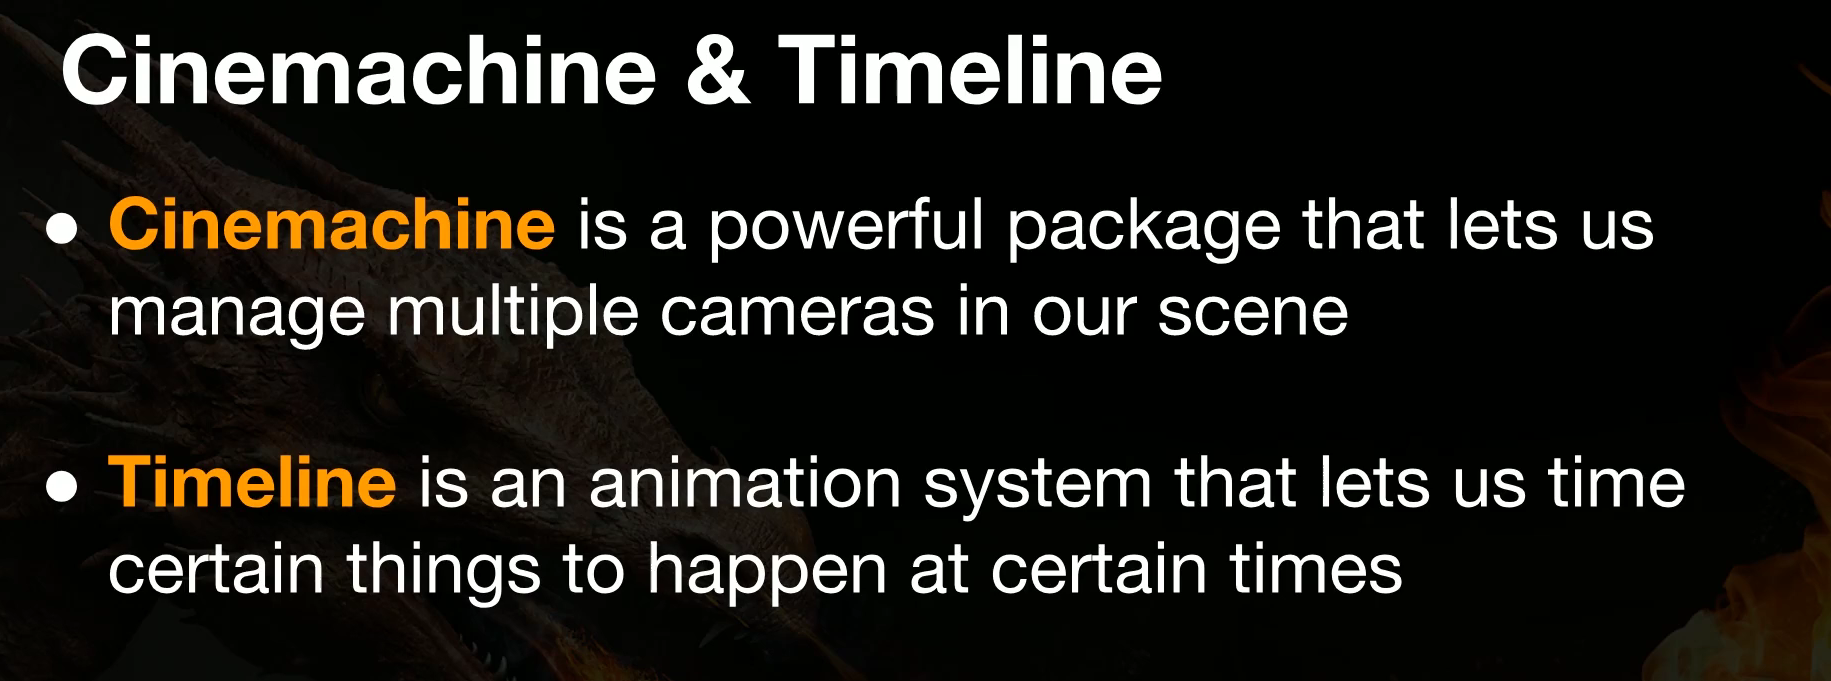 Cinemachine & Timeline
• Cinemachine is a powerful package that lets us
manage multiple cameras in our scene
• Timeline is an animation system that lets us time
certain things to happen at certain times